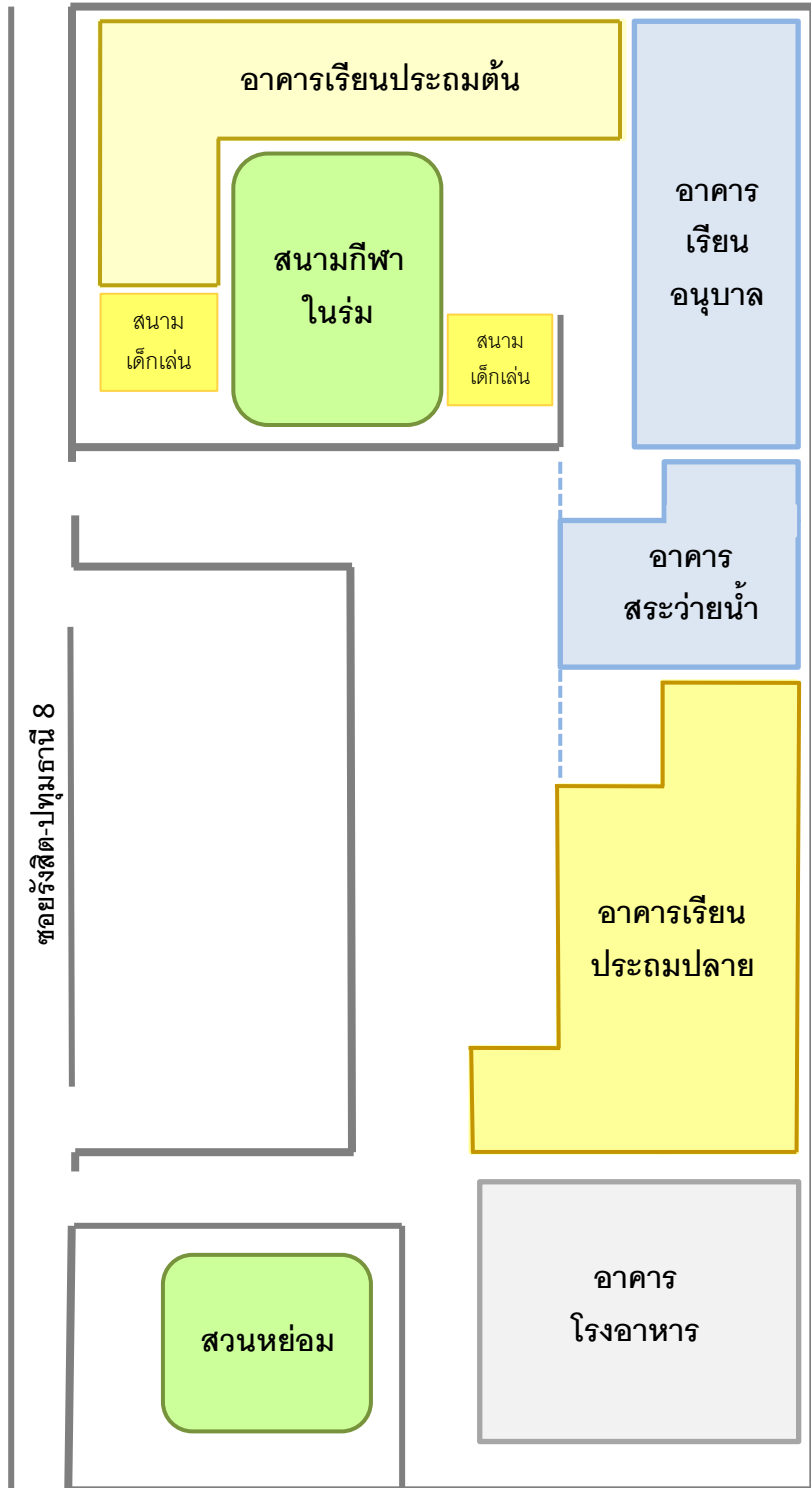 อาคารเรียนประถมต้น
อาคาร
เรียน
อนุบาล
สนามกีฬา
ในร่ม
สนาม
เด็กเล่น
สนาม
เด็กเล่น
อาคาร
สระว่ายน้ำ
ซอยรังสิต-ปทุมธานี 8
อาคารเรียน
ประถมปลาย
อาคาร
โรงอาหาร
สวนหย่อม